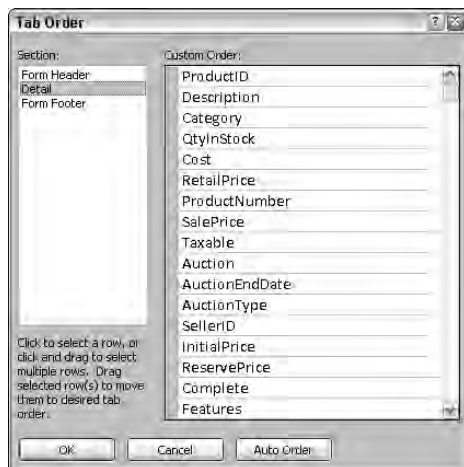 Tab Order
Section:
Form Header
Detail
Form Footer
Click to select a row, or
click and drag to select
multiple rows. Drag
selected row(s) to move
them to desired tab
order.
Custom Order:
ProductID
Description
Category
QtyInStock
Cost
RetailPrice
ProductNumber
SalePrice
Taxable
Auction
AuctionEndDate
AuctionType
SellerID
InitialPrice
ReservePrice
Complete
Features
OK
Cancel
Auto Order